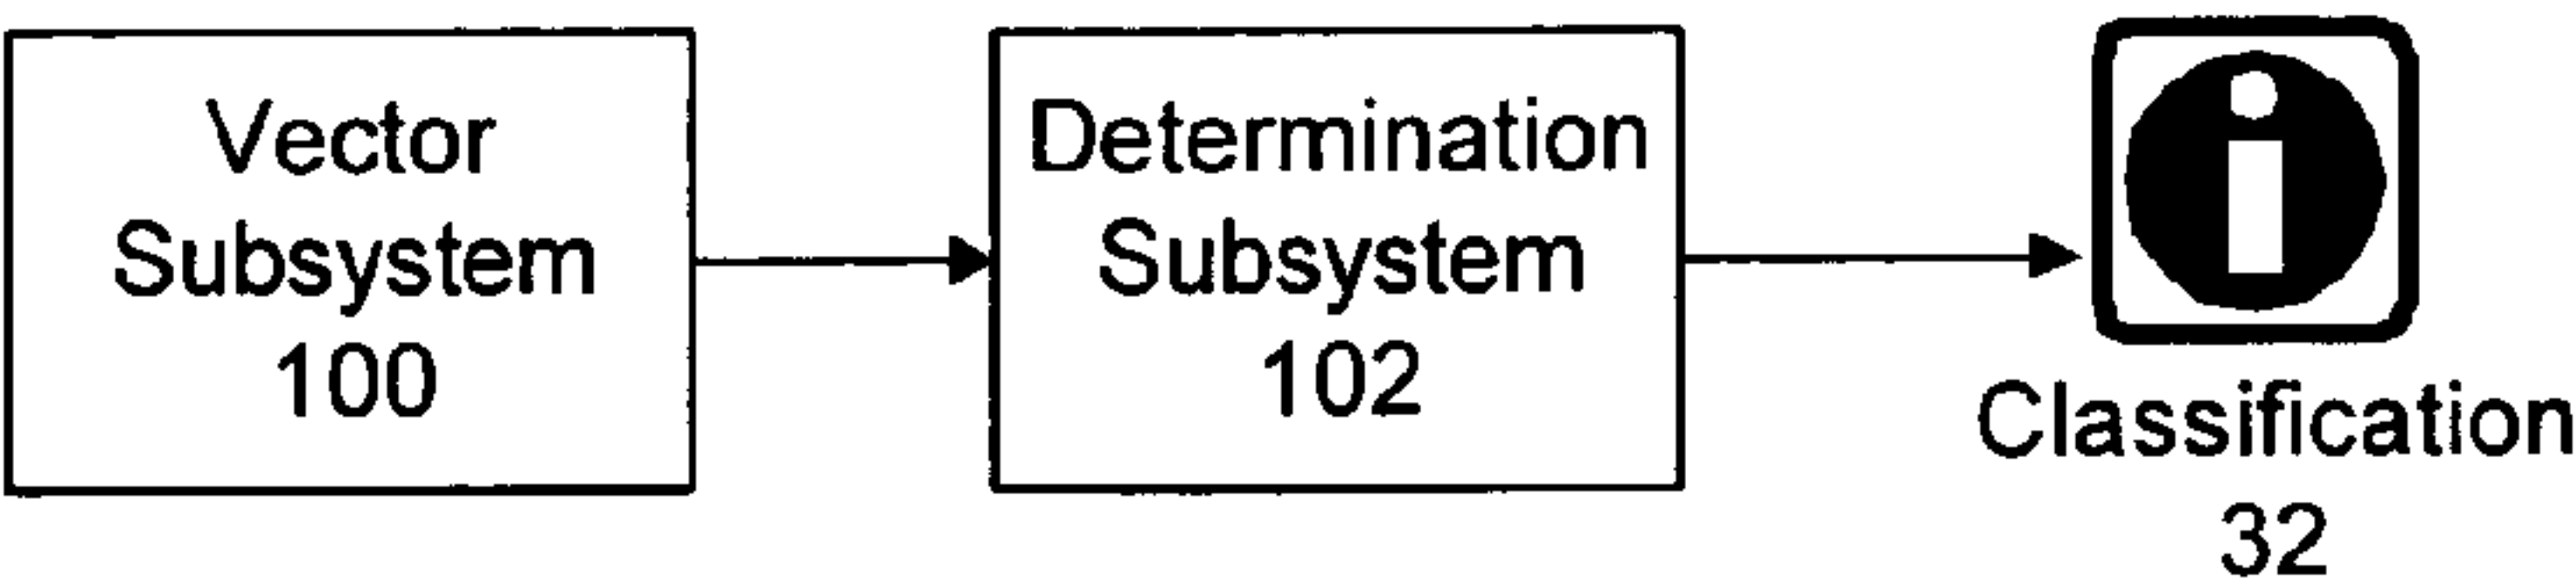 Vector
Subsystem
100
Determination
Subsystem
102
i
Classification
32